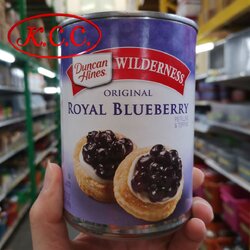 K.C.C.
Duncan
Hines
WILDERNESS
ORIGINAL
ROYAL BLUEBERRY
PIE FILLING
& TOPPING